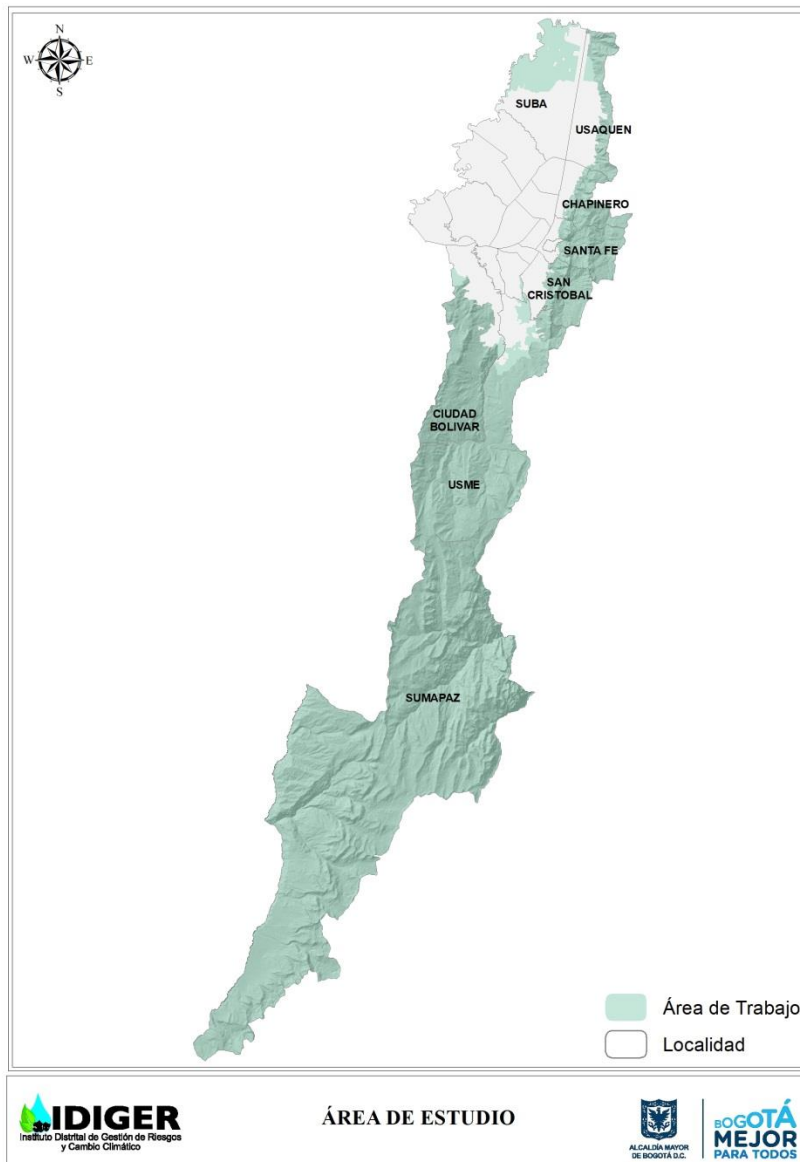 N
W E
S
SUBA
USAQUEN
CHAPINERO
SANTA FE
SAN
CRISTOBAL
CIUDAD
BOLIVAR
USME
SUMAPAZ
Área de Trabajo
Localidad
IDIGER
Instituto Distrital de Gestión de Riesgos
y Cambio Climático
ÁREA DE ESTUDIO
ALCALDÍA MAYOR
DE BOGOTÁ D.C.
BOGOTÁ
MEJOR
PARA TODOS